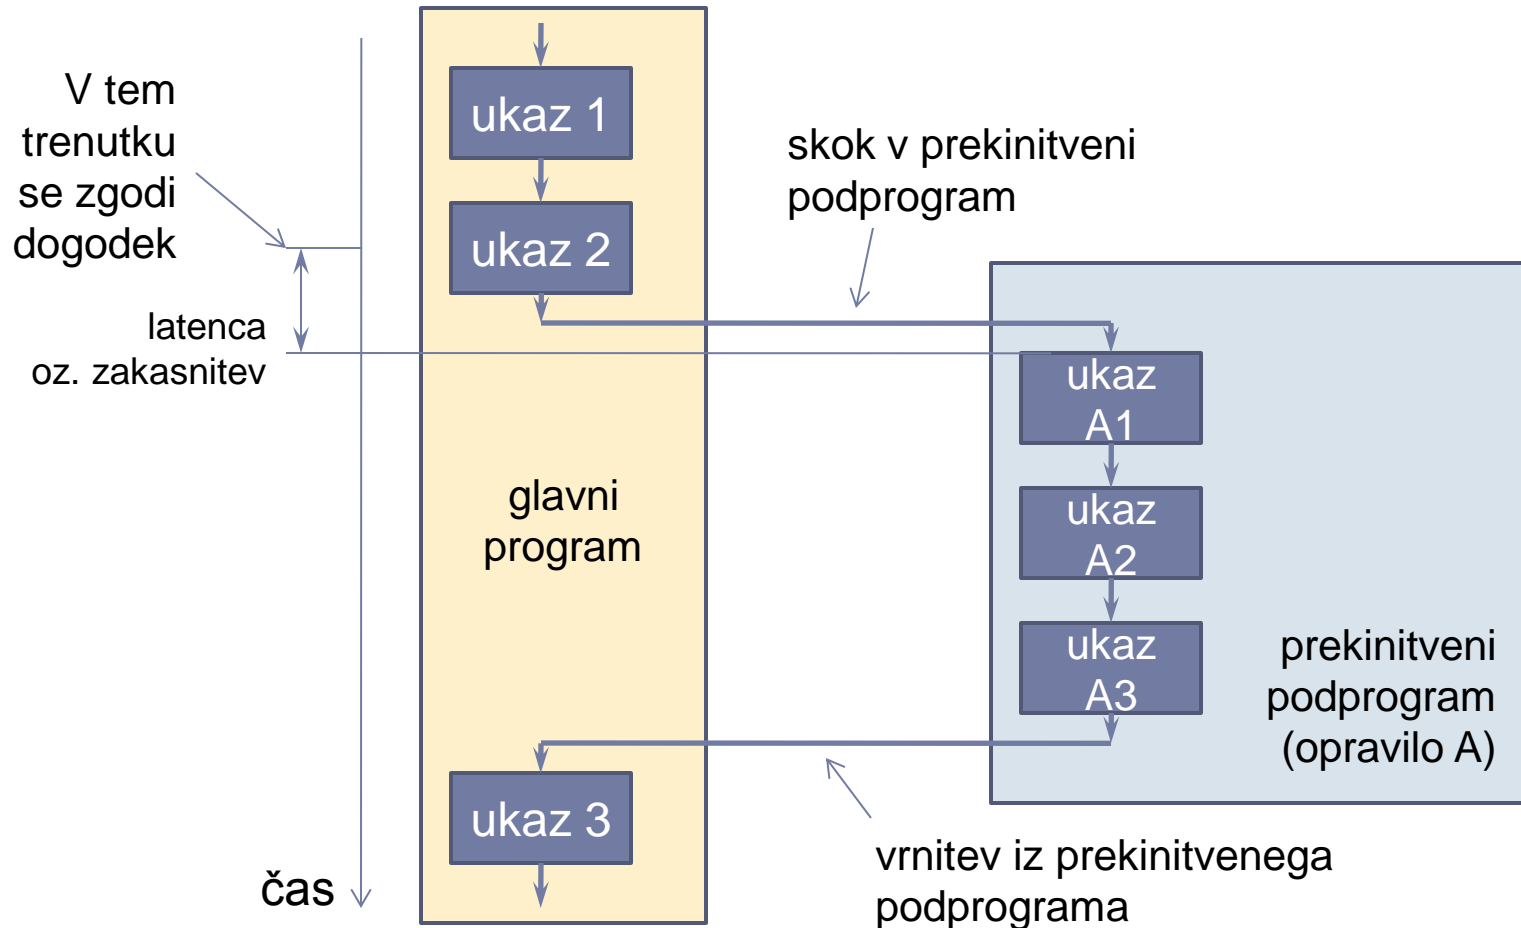 V tem
trenutku
se zgodi
dogodek
latenca
oz. zakasnitev
čas
ukaz 1
ukaz 2
glavni
program
ukaz 3
skok v prekinitveni
podprogram
ukaz
A1
ukaz
A2
ukaz
A3
prekinitveni
podprogram
(opravilo A)
vrnitev iz prekinitvenega
podprograma